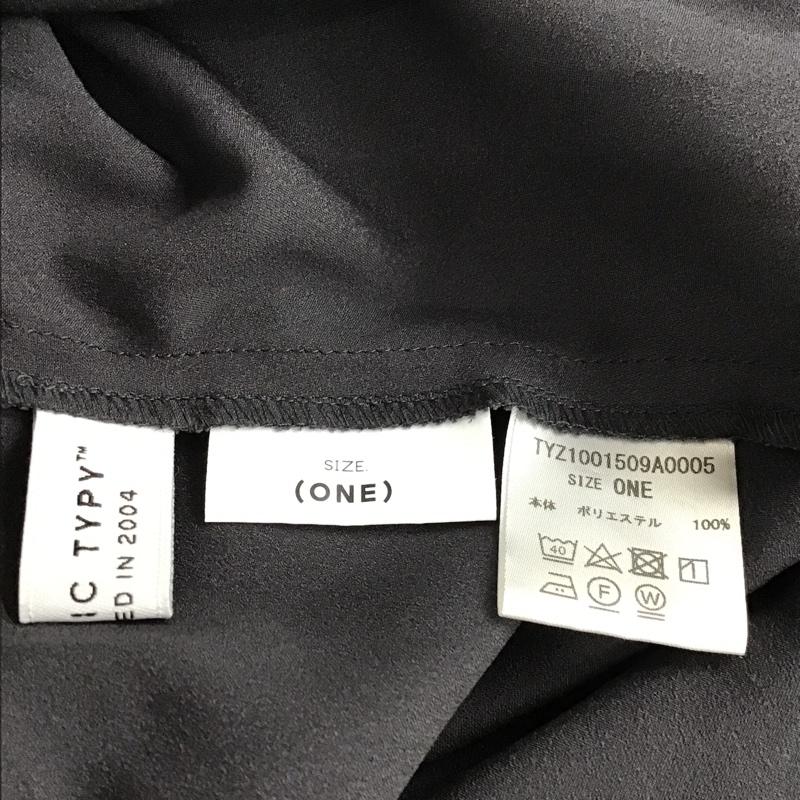 IC TYPY™
ED IN 2004
SIZE.
(ONE)
TYZ1001509A0005
SIZE ONE
本体 ポリエステル 100%
40
F W